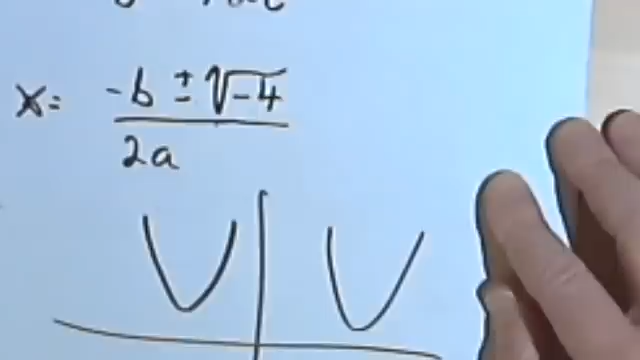 x = -b ± √-4
2a